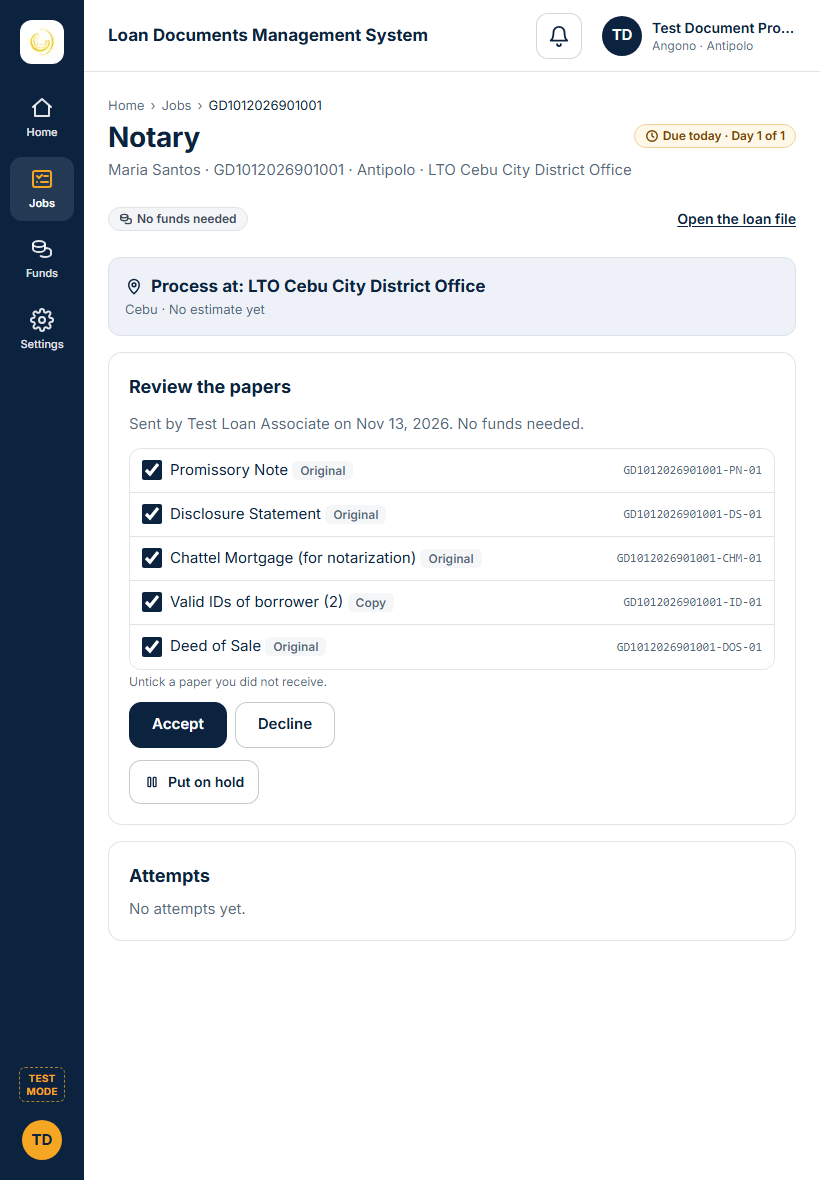 Loan Documents Management System
TD
Test Document Pro...
Angono · Antipolo
Home
Jobs
Funds
Settings
TEST
MODE
TD
Home › Jobs › GD1012026901001
Notary
Due today · Day 1 of 1
Maria Santos · GD1012026901001 · Antipolo · LTO Cebu City District Office
No funds needed
Open the loan file
Process at: LTO Cebu City District Office
Cebu · No estimate yet
Review the papers
Sent by Test Loan Associate on Nov 13, 2026. No funds needed.
Promissory Note Original GD1012026901001-PN-01
Disclosure Statement Original GD1012026901001-DS-01
Chattel Mortgage (for notarization) Original GD1012026901001-CHM-01
Valid IDs of borrower (2) Copy GD1012026901001-ID-01
Deed of Sale Original GD1012026901001-DOS-01
Untick a paper you did not receive.
Accept
Decline
Put on hold
Attempts
No attempts yet.